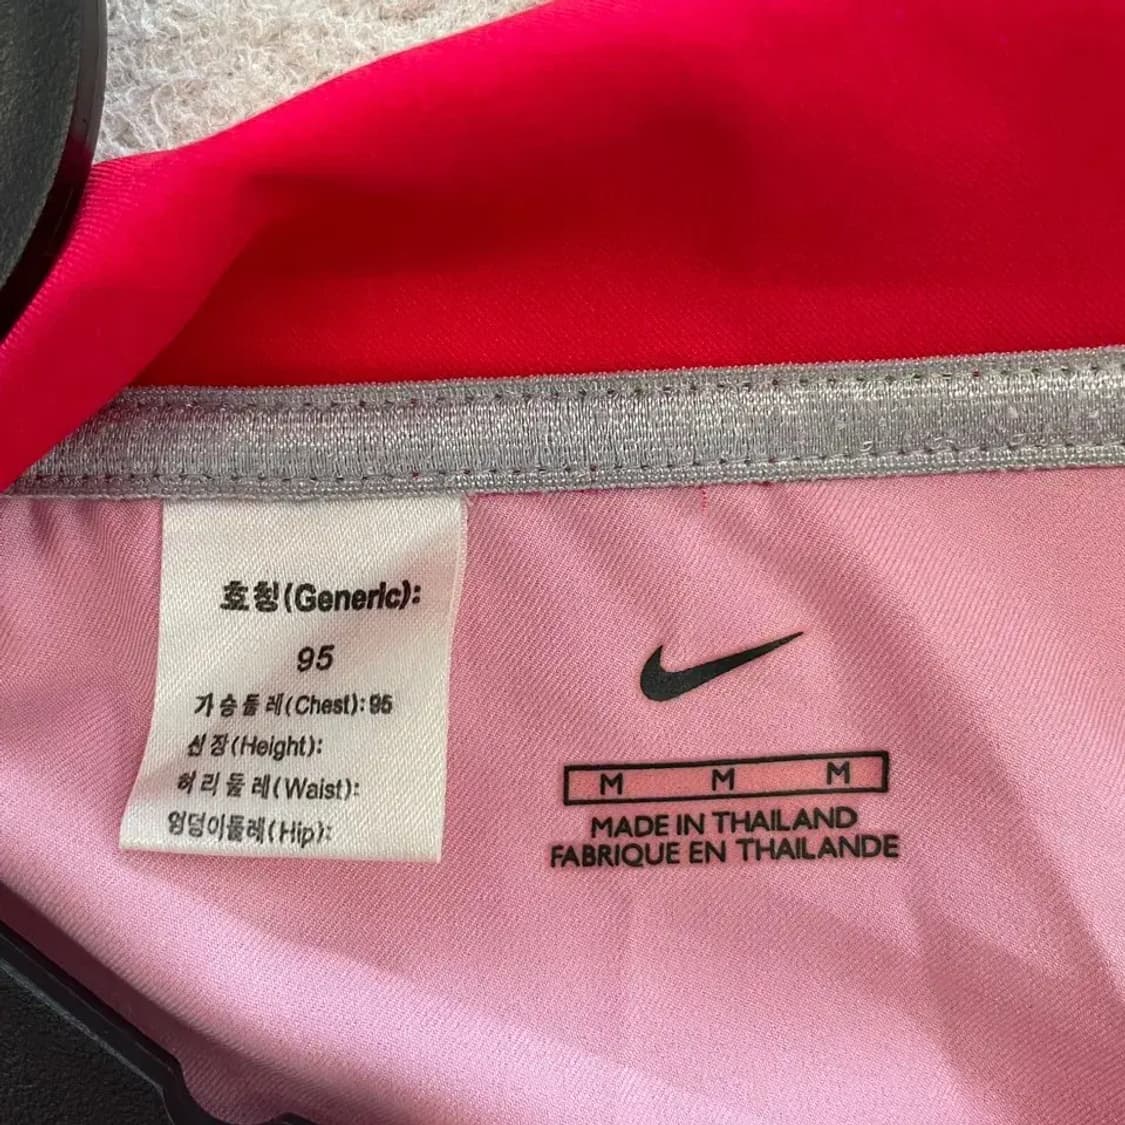 호칭(Generic):
95
가슴둘레(Chest):95
신장(Height):
허리둘레(Waist):
엉덩이둘레(Hip):
M M M
MADE IN THAILAND
FABRIQUE EN THAILANDE